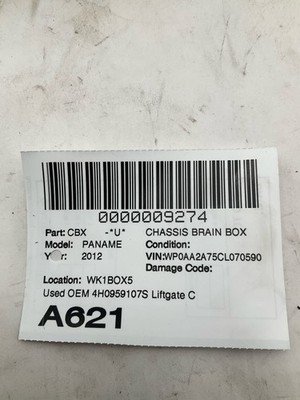 0000009274
Part: CBX -*U* CHASSIS BRAIN BOX
Model: PANAME Condition:
2012 VIN:WP0AA2A75CL070590
Damage Code:
Location: WK1BOX5
Used OEM 4H0959107S Liftgate C
A621